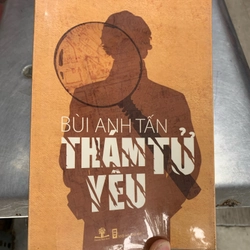 BÙI ANH TẤN
THÁM TỬ
YÊU